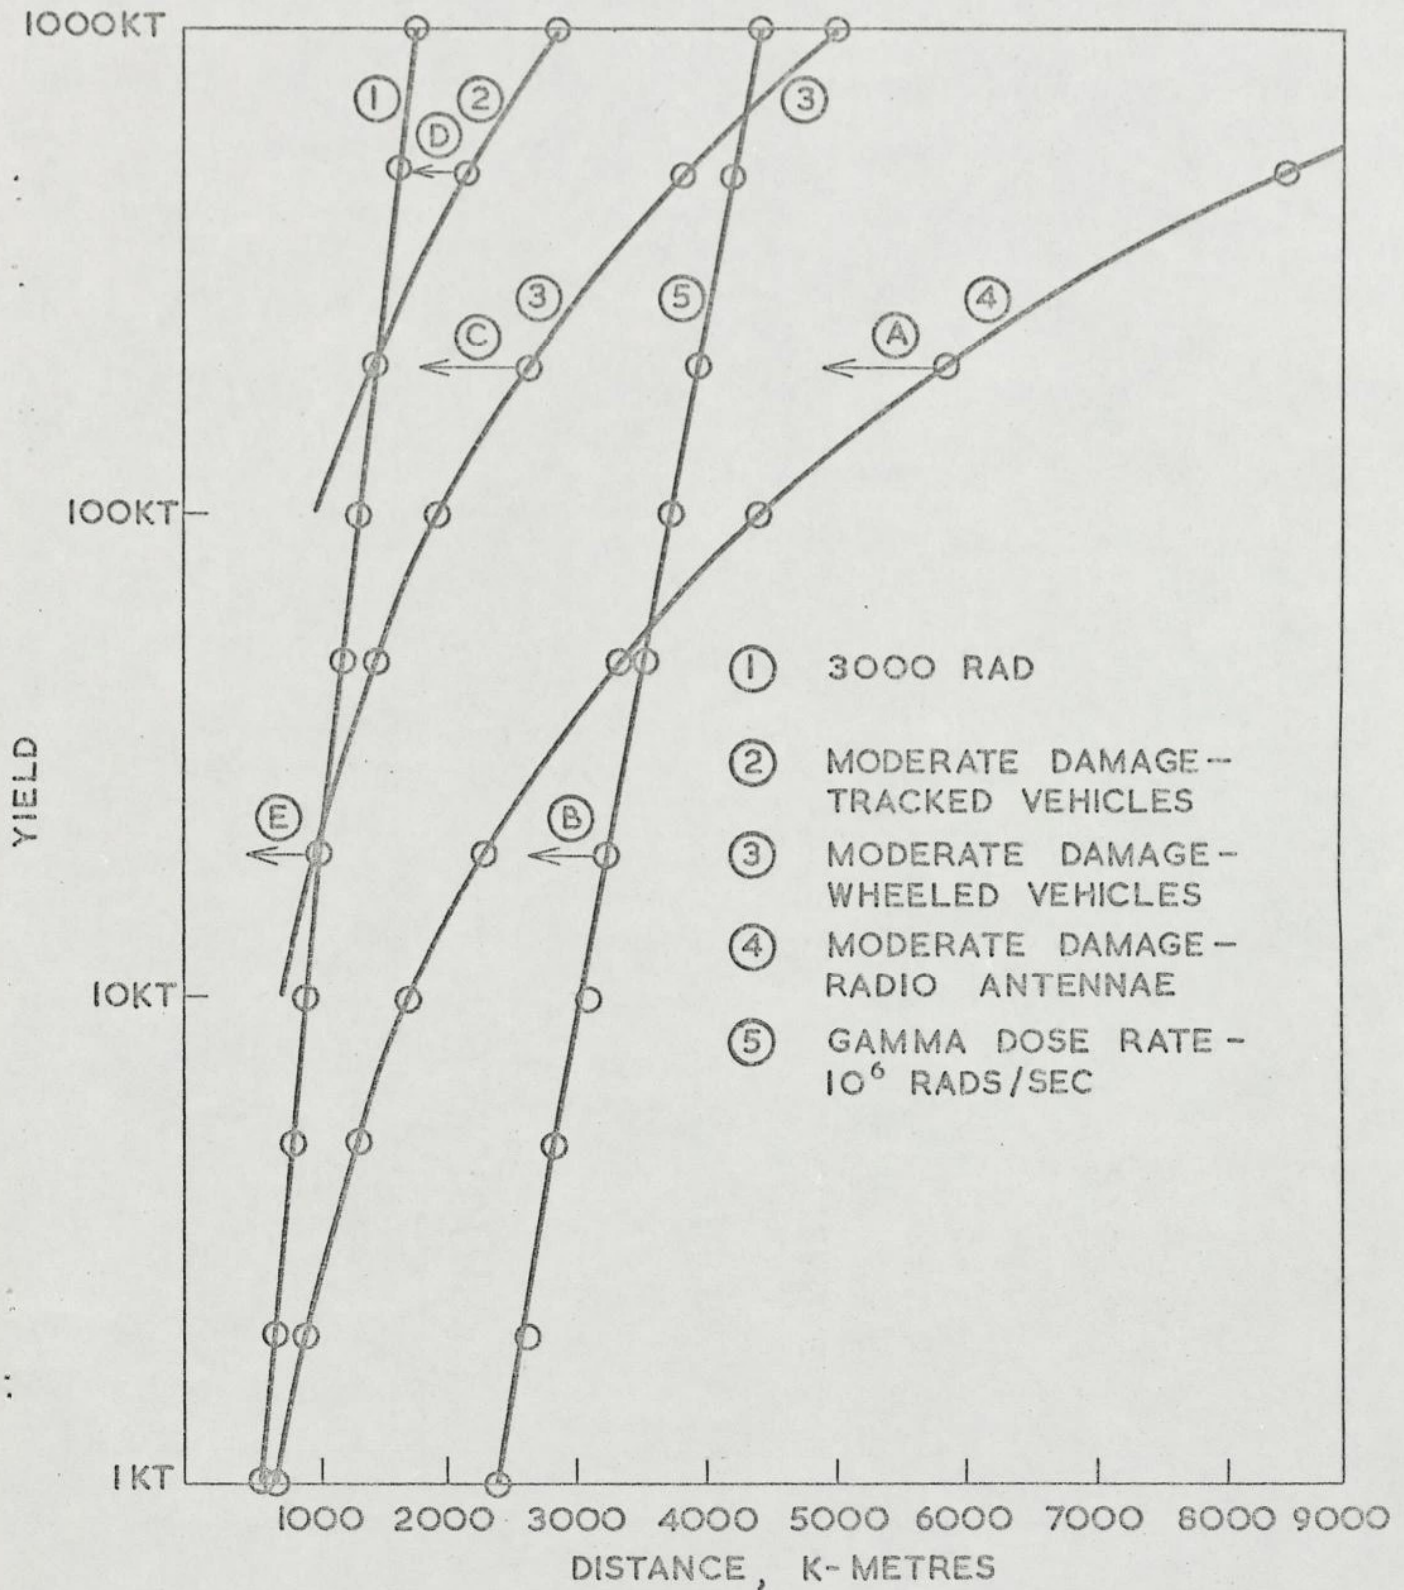 1000KT
1 2 3
D
3 5 4
C A
100KT
YIELD
1 3000 RAD
2 MODERATE DAMAGE-
TRACKED VEHICLES
E B
3 MODERATE DAMAGE-
WHEELED VEHICLES
4 MODERATE DAMAGE-
RADIO ANTENNAE
10KT
5 GAMMA DOSE RATE-
10⁶ RADS/SEC
1KT
1000 2000 3000 4000 5000 6000 7000 8000 9000
DISTANCE, K-METRES